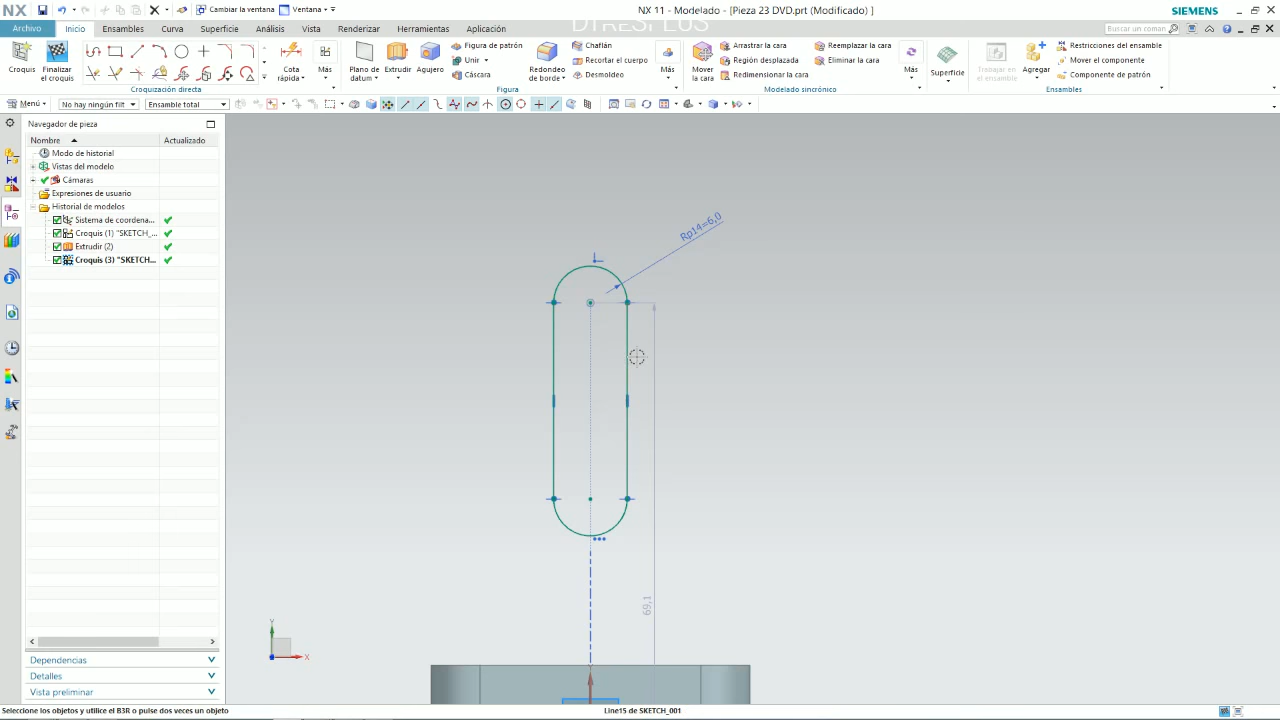 NX
Cambiar la ventana
Ventana
NX 11 - Modelado - [Pieza 23 DVD.prt (Modificado) ]
SIEMENS
DTRESPLUS
Archivo
Inicio
Ensambles
Curva
Superficie
Análisis
Vista
Renderizar
Herramientas
Aplicación
Buscar un coman
Croquis
Finalizar
el croquis
Cota
rápida
Más
Croquización directa
Plano de
datum
Extrudir
Agujero
Figura de patrón
Unir
Cáscara
Redondeo
de borde
Chaflán
Recortar el cuerpo
Desmoldeo
Más
Figura
Mover
la cara
Arrastrar la cara
Región desplazada
Redimensionar la cara
Reemplazar la cara
Eliminar la cara
Más
Modelado sincrónico
Superficie
Trabajar en
el ensamble
Agregar
Restricciones del ensamble
Mover el componente
Componente de patrón
Ensambles
Menú
No hay ningún filt
Ensamble total
Navegador de pieza
Nombre
Actualizado
Modo de historial
Vistas del modelo
Cámaras
Expresiones de usuario
Historial de modelos
Sistema de coordena...
Croquis (1) "SKETCH_...
Extrudir (2)
Croquis (3) "SKETCH...
Rp14=6,0
69,1
Y
X
Dependencias
Detalles
Vista preliminar
Seleccione los objetos y utilice el B3R o pulse dos veces un objeto
Line15 de SKETCH_001